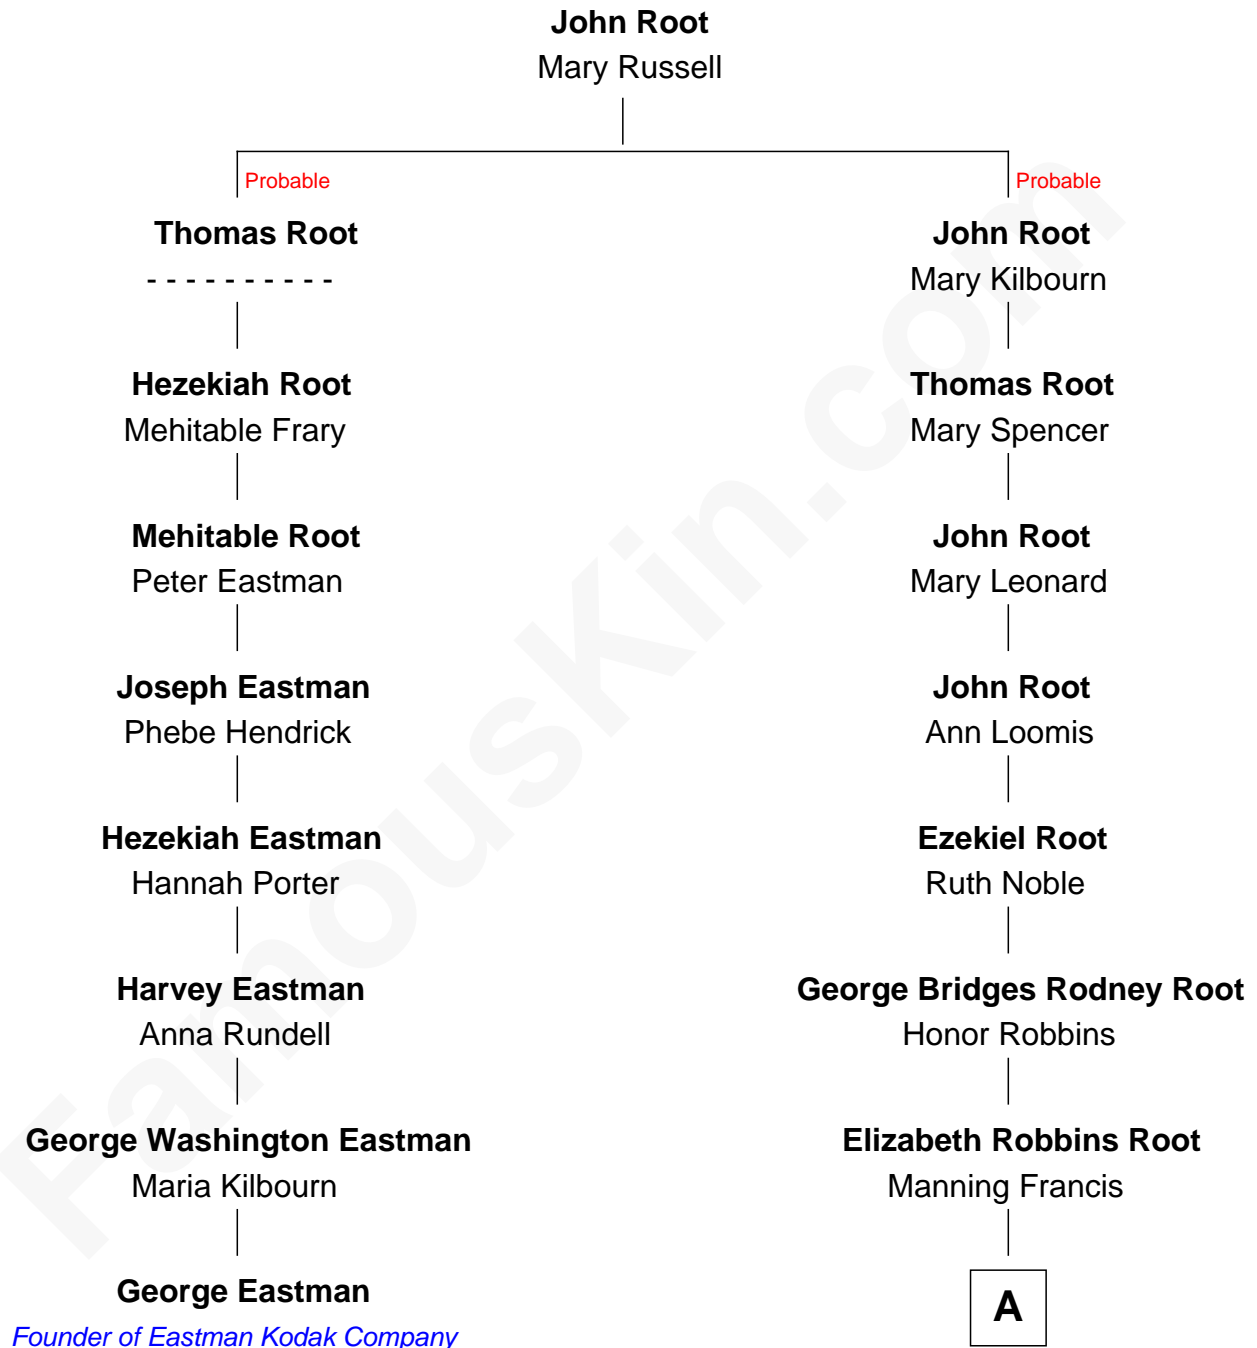 John Root
Mary Russell
Probable
Probable
Thomas Root
John Root
- - - - - - - - - -
Mary Kilbourn
Hezekiah Root
Thomas Root
Mehitable Frary
Mary Spencer
Mehitable Root
John Root
Peter Eastman
Mary Leonard
Joseph Eastman
John Root
Phebe Hendrick
Ann Loomis
Hezekiah Eastman
Ezekiel Root
Hannah Porter
Ruth Noble
Harvey Eastman
George Bridges Rodney Root
Anna Rundell
Honor Robbins
George Washington Eastman
Elizabeth Robbins Root
Maria Kilbourn
Manning Francis
George Eastman
A
Founder of Eastman Kodak Company
FamousKin.com